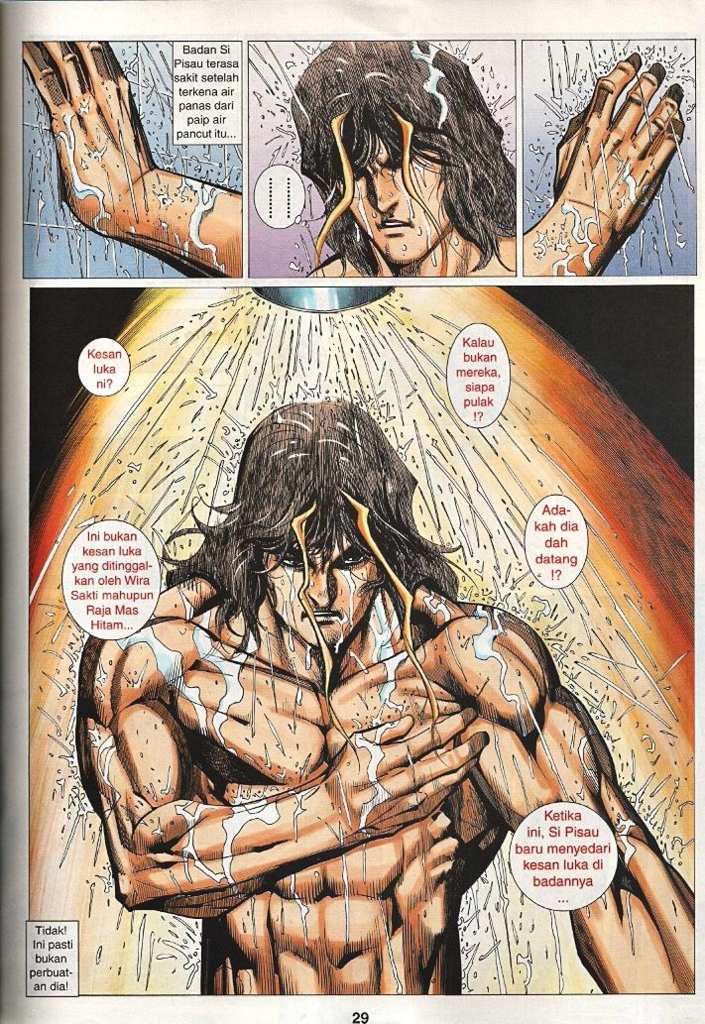 Badan Si
Pisau terasa
sakit setelah
terkena air
panas dari
paip air
pancut itu...
Kesan
luka
ni?
Kalau
bukan
mereka,
siapa
pulak
!?
Ini bukan
kesan luka
yang ditinggal-
kan oleh Wira
Sakti mahupun
Raja Mas
Hitam...
Ada-
kah dia
dah
datang
!?
Ketika
ini, Si Pisau
baru menyedari
kesan luka di
badannya
...
Tidak!
Ini pasti
bukan
perbuat-
an dia!
29